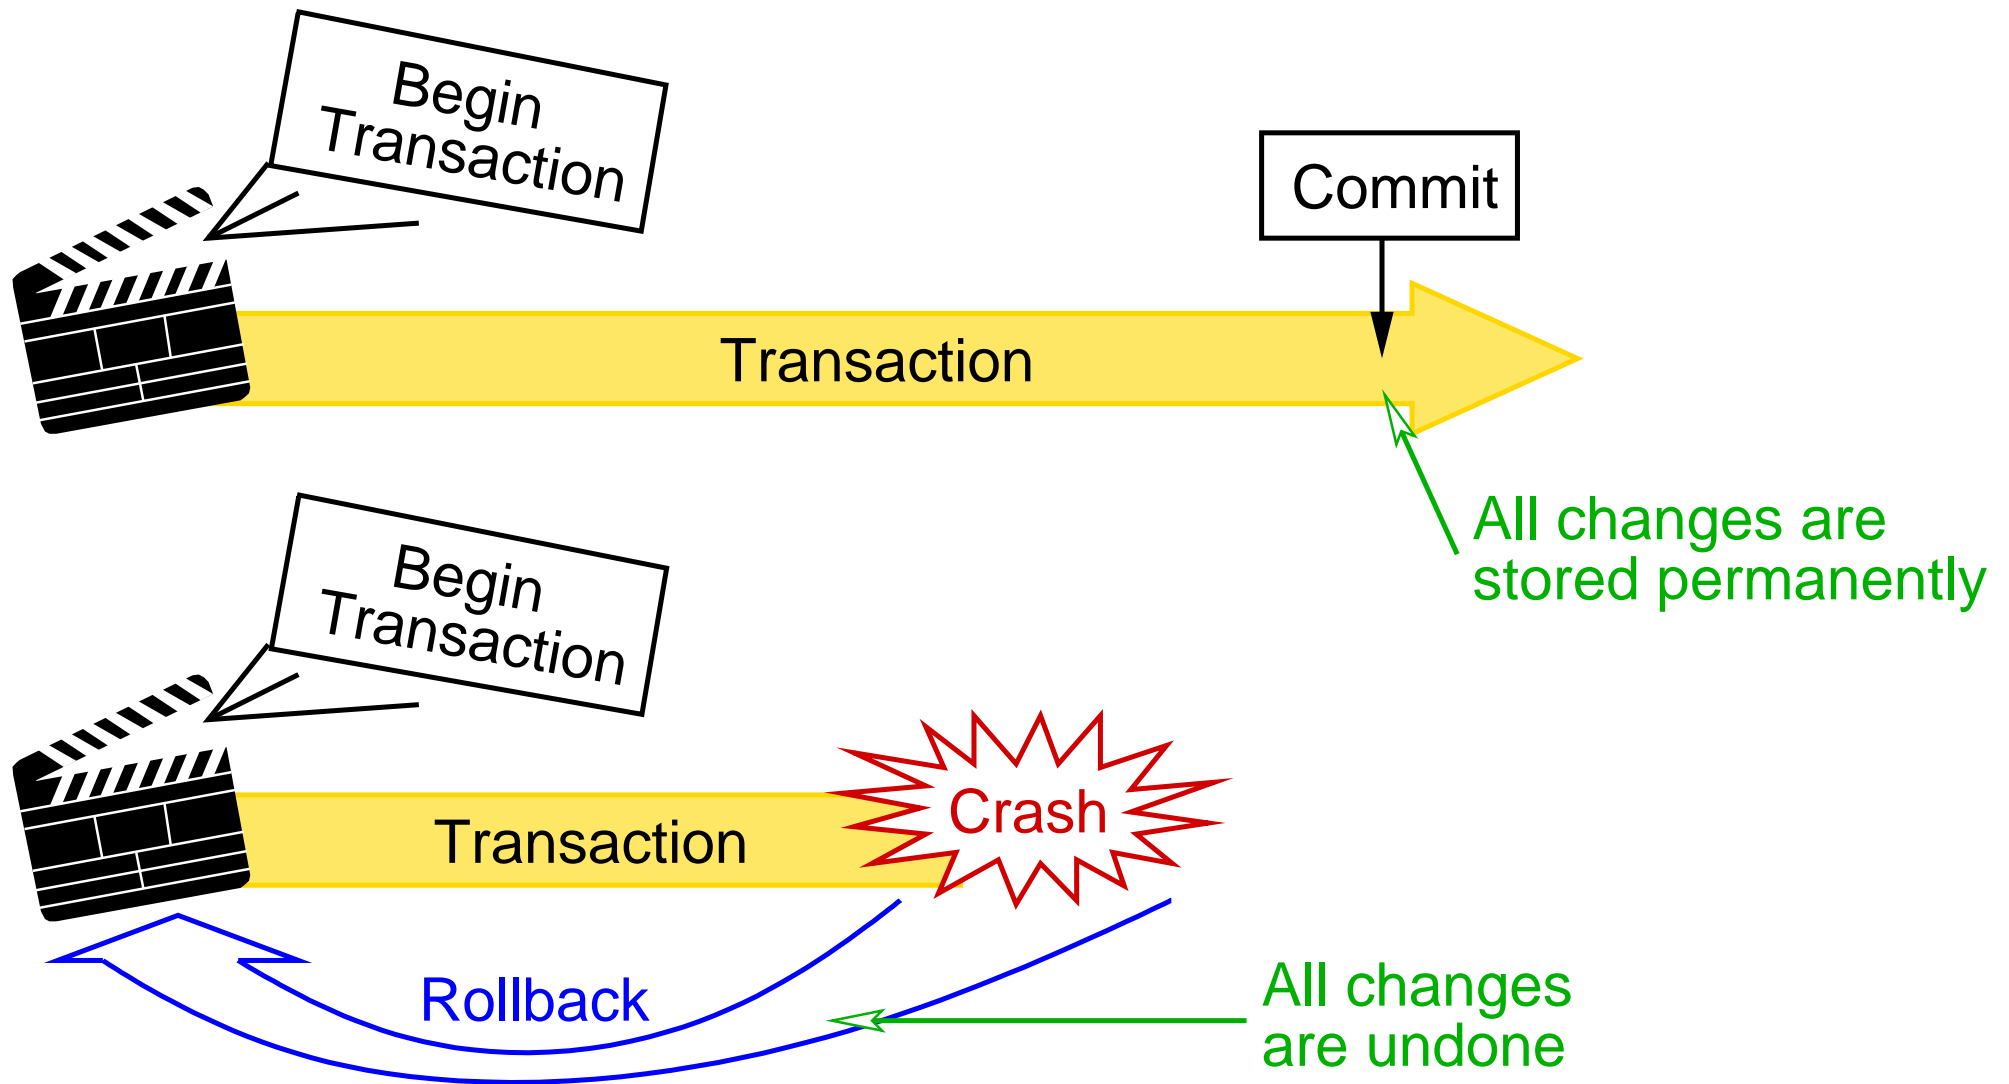 Begin
Transaction
Commit
Transaction
All changes are
stored permanently
Begin
Transaction
Crash
Transaction
Rollback
All changes
are undone